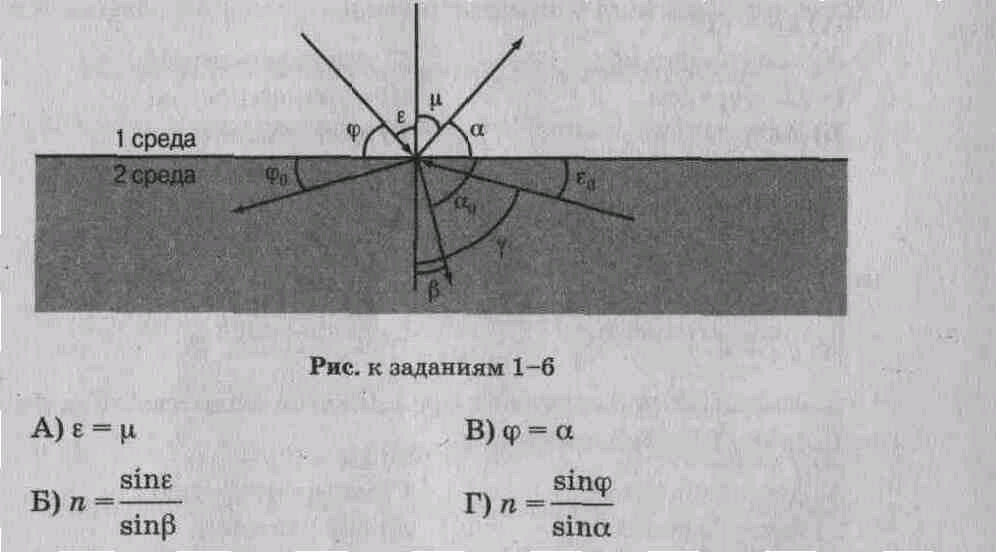 ε μ
φ α
1 среда
2 среда
φ₀ α₀ ε₀
γ
β
Рис. к заданиям 1–6
А) ε = μ В) φ = α
Б) n = sinε/sinβ Г) n = sinφ/sinα